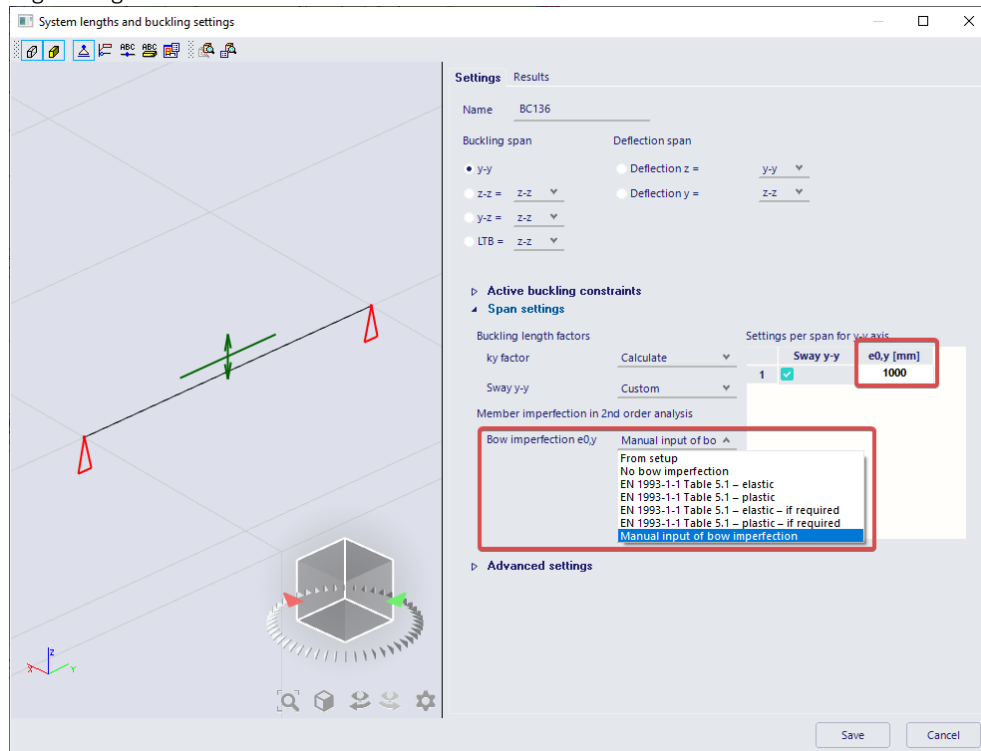 System lengths and buckling settings
ABC ABC
Settings Results
Name BC136
Buckling span Deflection span
y-y Deflection z = y-y
z-z = z-z Deflection y = z-z
y-z = z-z
LTB = z-z
Active buckling constraints
Span settings
Buckling length factors Settings per span for y-y axis
ky factor Calculate Sway y-y e0,y [mm]
1 1000
Sway y-y Custom
Member imperfection in 2nd order analysis
Bow imperfection e0,y Manual input of bo
From setup
No bow imperfection
EN 1993-1-1 Table 5.1 – elastic
EN 1993-1-1 Table 5.1 – plastic
EN 1993-1-1 Table 5.1 – elastic – if required
EN 1993-1-1 Table 5.1 – plastic – if required
Manual input of bow imperfection
Advanced settings
z
x y
Save Cancel